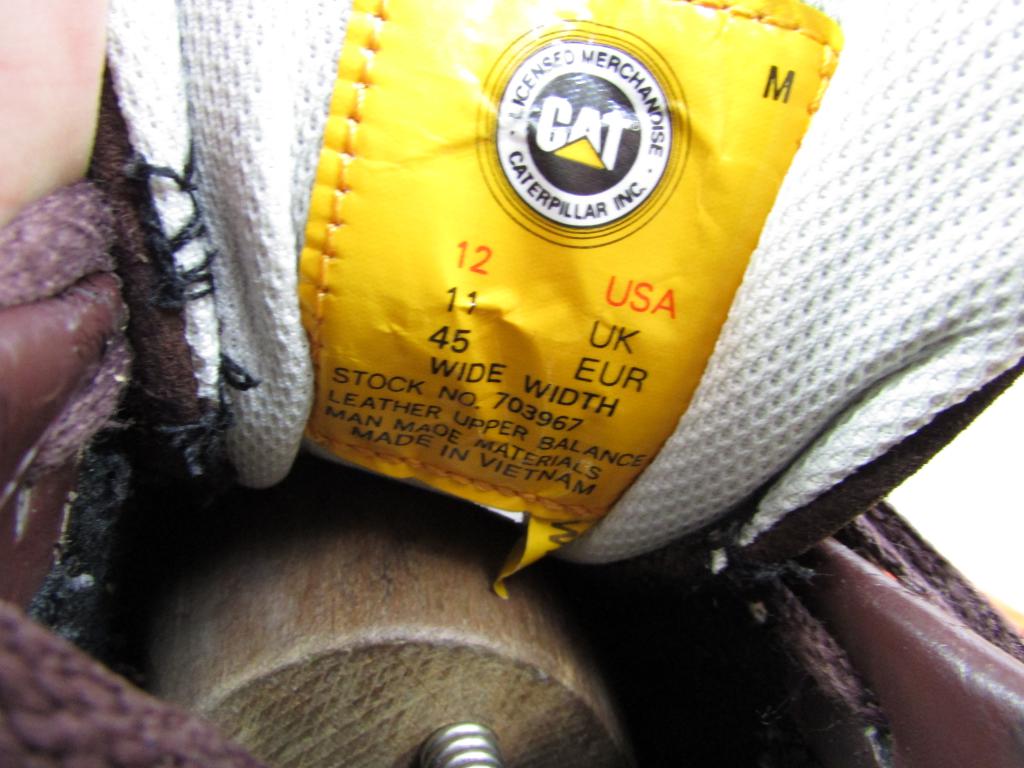 M
LICENSED MERCHANDISE
CAT
CATERPILLAR INC.
12 USA
11 UK
45 EUR
WIDE WIDTH
STOCK NO. 703967
LEATHER UPPER BALANCE
MAN MADE MATERIALS
MADE IN VIETNAM